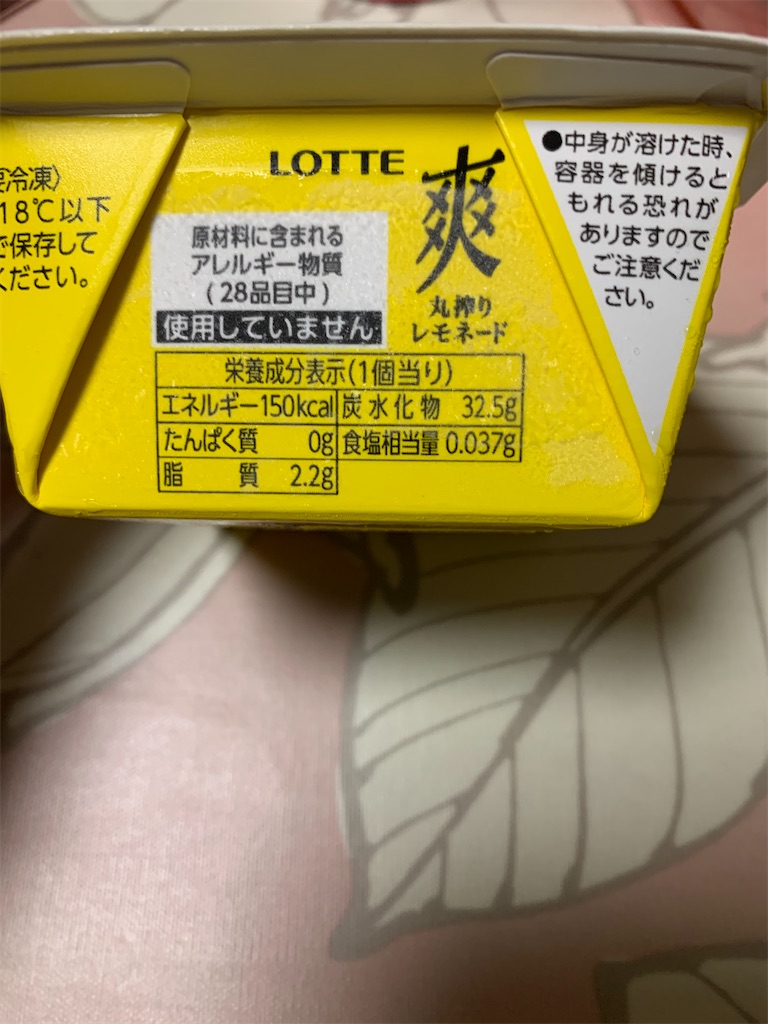 冷凍〉
18℃以下
で保存して
ください。
LOTTE
爽
丸搾り
レモネード
原材料に含まれる
アレルギー物質
(28品目中)
使用していません
栄養成分表示(1個当り)
エネルギー150kcal 炭水化物 32.5g
たんぱく質 0g 食塩相当量 0.037g
脂質 2.2g
●中身が溶けた時、
容器を傾けると
もれる恐れが
ありますので
ご注意くだ
さい。